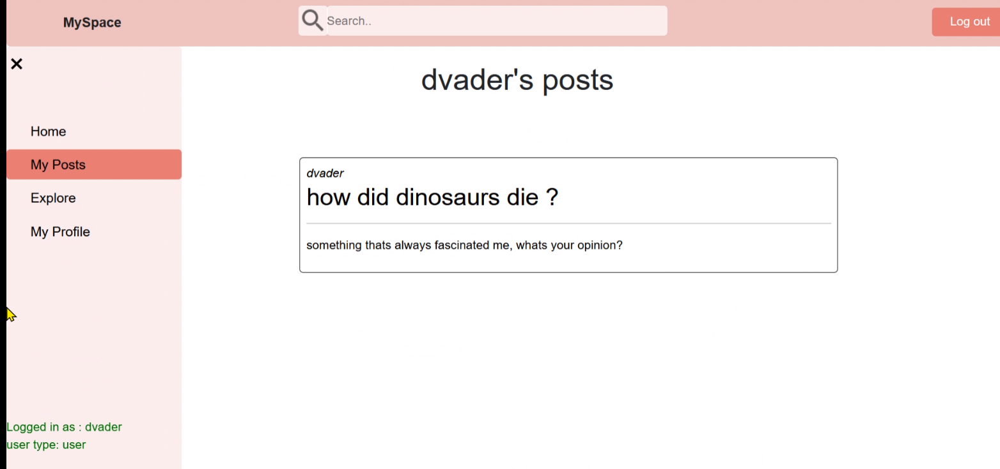 MySpace
Search..
Log out
dvader's posts
Home
My Posts
Explore
My Profile
dvader
how did dinosaurs die ?
something thats always fascinated me, whats your opinion?
Logged in as : dvader
user type: user